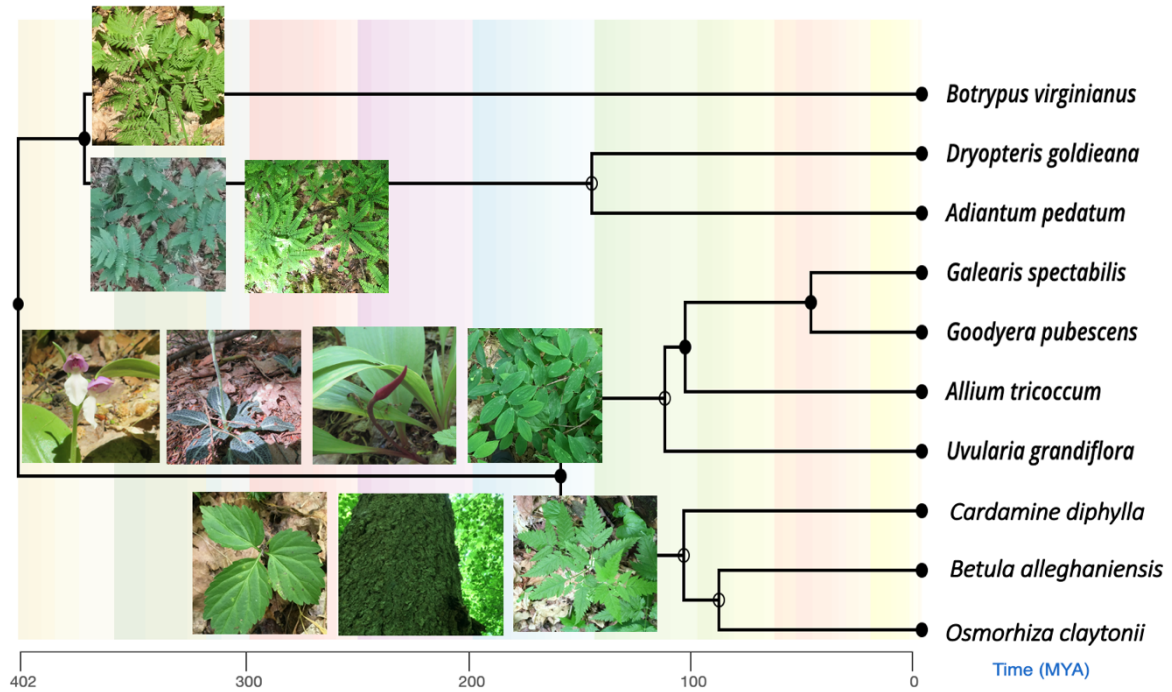 Botrypus virginianus
Dryopteris goldieana
Adiantum pedatum
Galearis spectabilis
Goodyera pubescens
Allium tricoccum
Uvularia grandiflora
Cardamine diphylla
Betula alleghaniensis
Osmorhiza claytonii
402 300 200 100 0 Time (MYA)